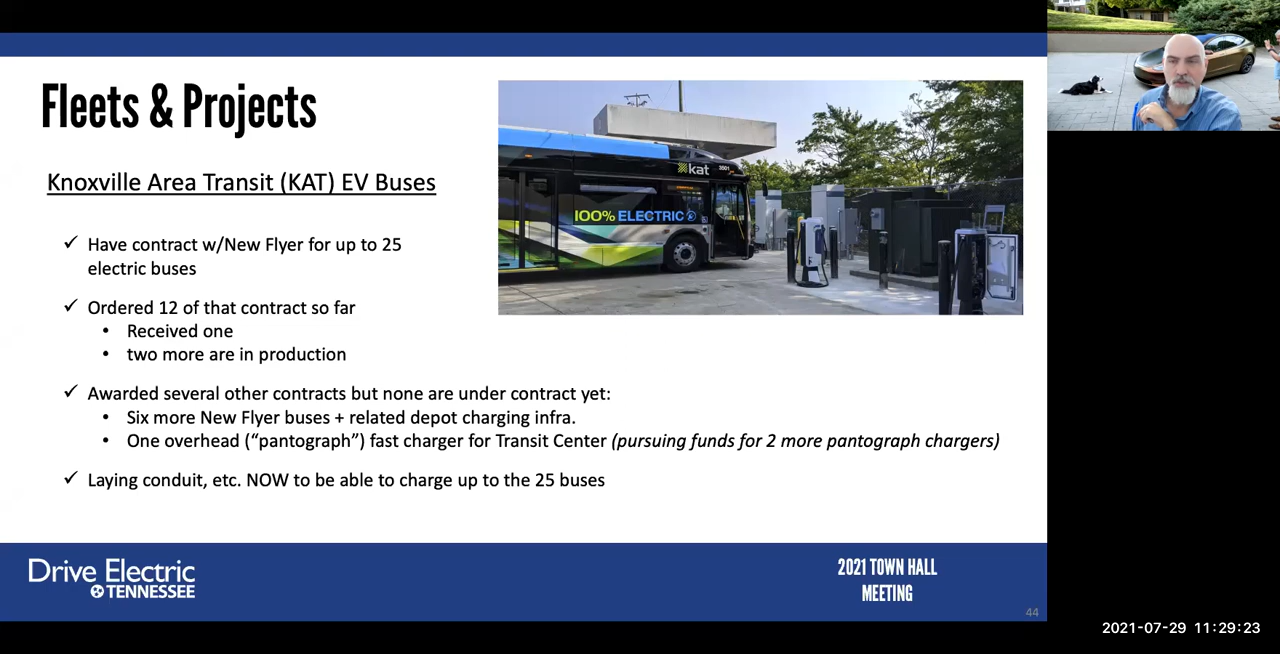 Fleets & Projects
Knoxville Area Transit (KAT) EV Buses
✓ Have contract w/New Flyer for up to 25
electric buses
✓ Ordered 12 of that contract so far
• Received one
• two more are in production
✓ Awarded several other contracts but none are under contract yet:
• Six more New Flyer buses + related depot charging infra.
• One overhead (“pantograph”) fast charger for Transit Center (pursuing funds for 2 more pantograph chargers)
✓ Laying conduit, etc. NOW to be able to charge up to the 25 buses
kat 3501
100% ELECTRIC
Drive Electric
TENNESSEE
2021 TOWN HALL
MEETING
44
2021-07-29 11:29:23